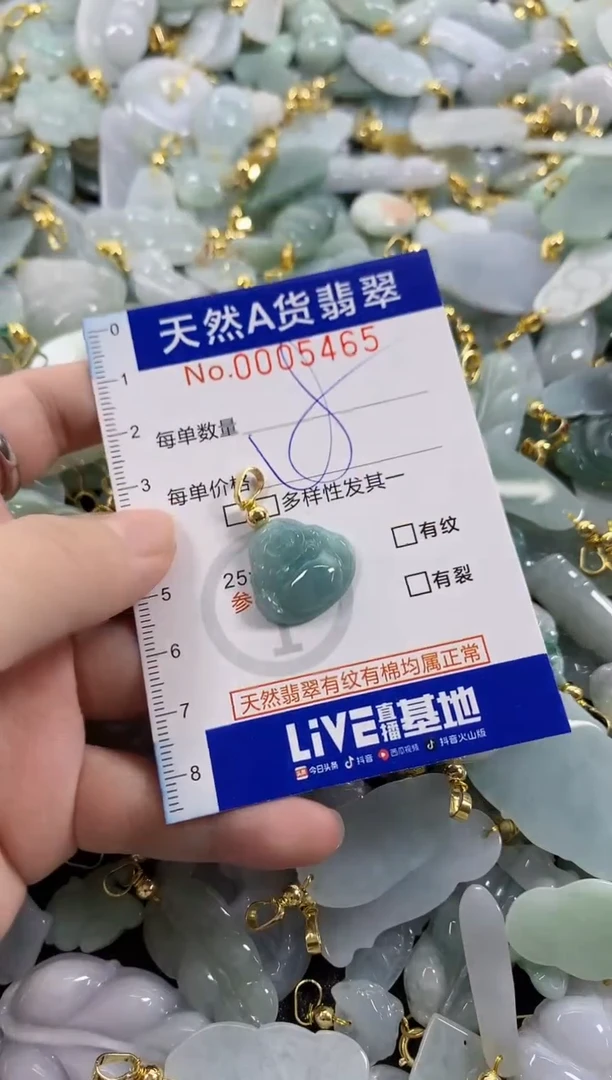 0
天然A货翡翠
1
No.0005465
2
每单数量
3
每单价格
多样性发其一
有纹
5
25
有裂
参
6
7
天然翡翠有纹有棉均属正常
LiVE直播基地
8
头条 今日头条 抖音 西瓜视频 抖音火山版